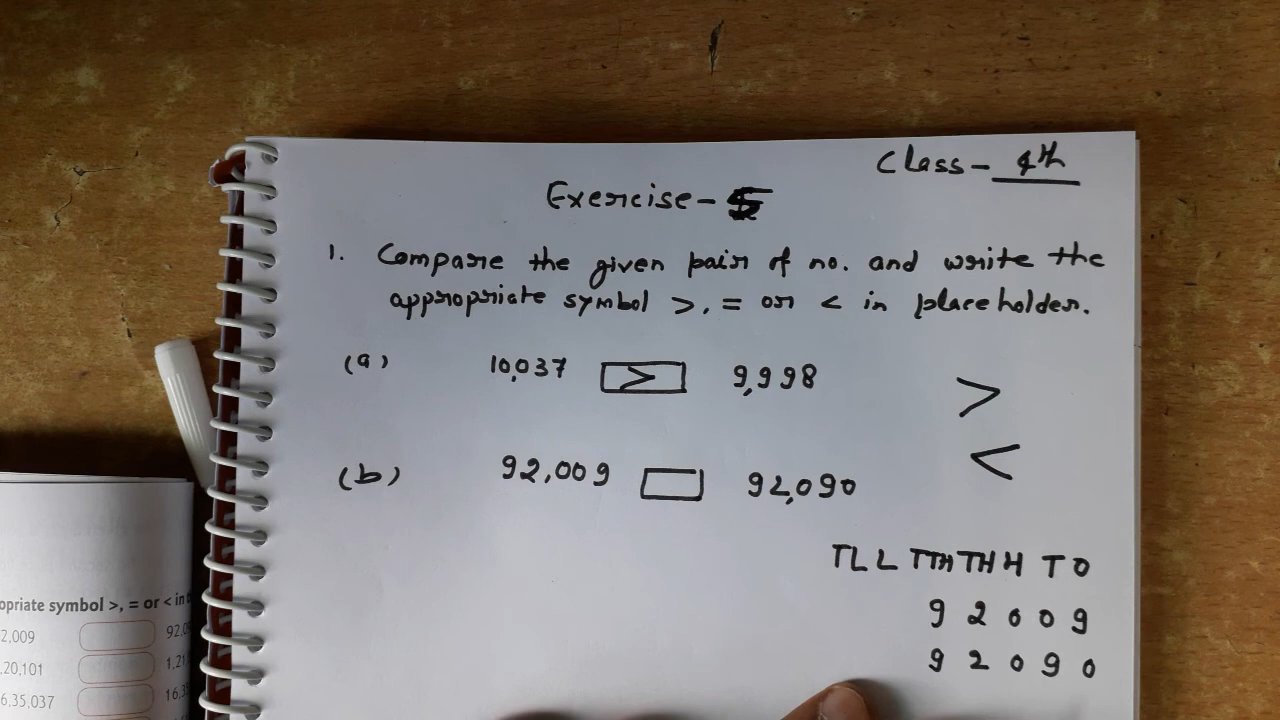 Class- 4th
Exercise-5
1. Compare the given pair of no. and write the
appropriate symbol >, = or < in place holder.
(a) 10,037 > 9,998
>
<
(b) 92,009 92,090
TL L TTH TH H T O
9 2 0 0 9
9 2 0 9 0
opriate symbol >, = or < in
2,009 92,0
,20,101 1,21
6,35,037 16,3